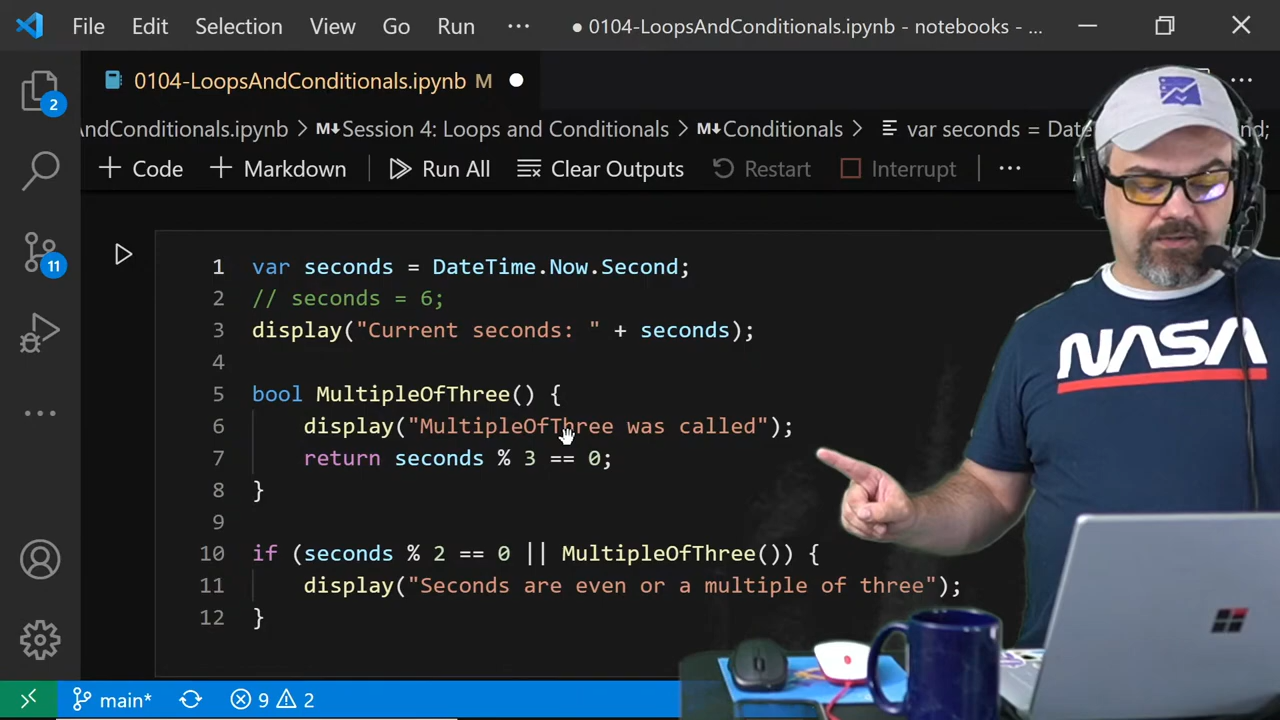 File Edit Selection View Go Run ··· ● 0104-LoopsAndConditionals.ipynb - notebooks - ...
0104-LoopsAndConditionals.ipynb M
AndConditionals.ipynb > M↓Session 4: Loops and Conditionals > M↓Conditionals > var seconds =
+ Code + Markdown Run All Clear Outputs Restart Interrupt ···
2
11
1 var seconds = DateTime.Now.Second;
2 // seconds = 6;
3 display("Current seconds: " + seconds);
4
5 bool MultipleOfThree() {
6 display("MultipleOfThree was called");
7 return seconds % 3 == 0;
8 }
9
10 if (seconds % 2 == 0 || MultipleOfThree()) {
11 display("Seconds are even or a multiple of three");
12 }
NASA
main* 9 2